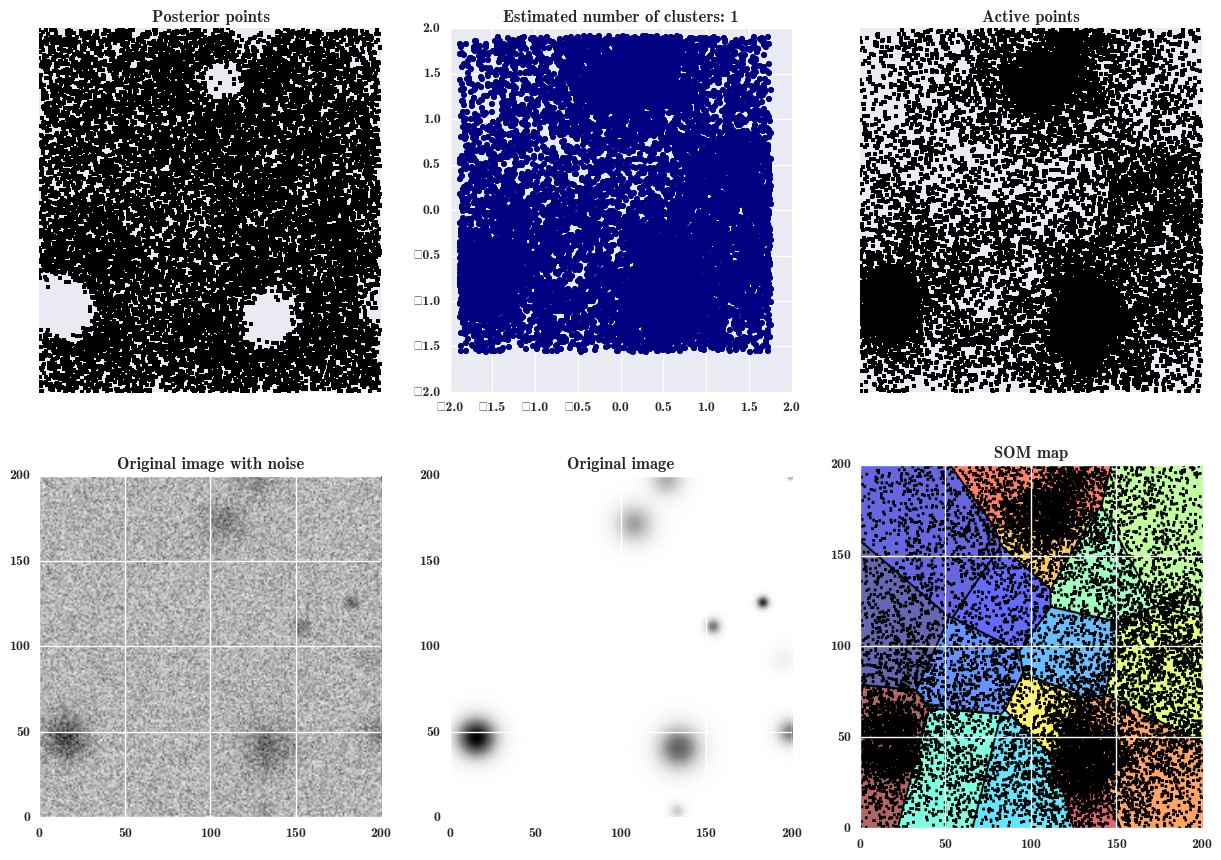 Posterior points
Estimated number of clusters: 1
Active points
2.0
1.5
1.0
0.5
0.0
□0.5
□1.0
□1.5
□2.0
□2.0 □1.5 □1.0 □0.5 0.0 0.5 1.0 1.5 2.0
Original image with noise
Original image
SOM map
200
150
100
50
0
0 50 100 150 200
200
150
100
50
0
0 50 100 150 200
200
150
100
50
0
0 50 100 150 200